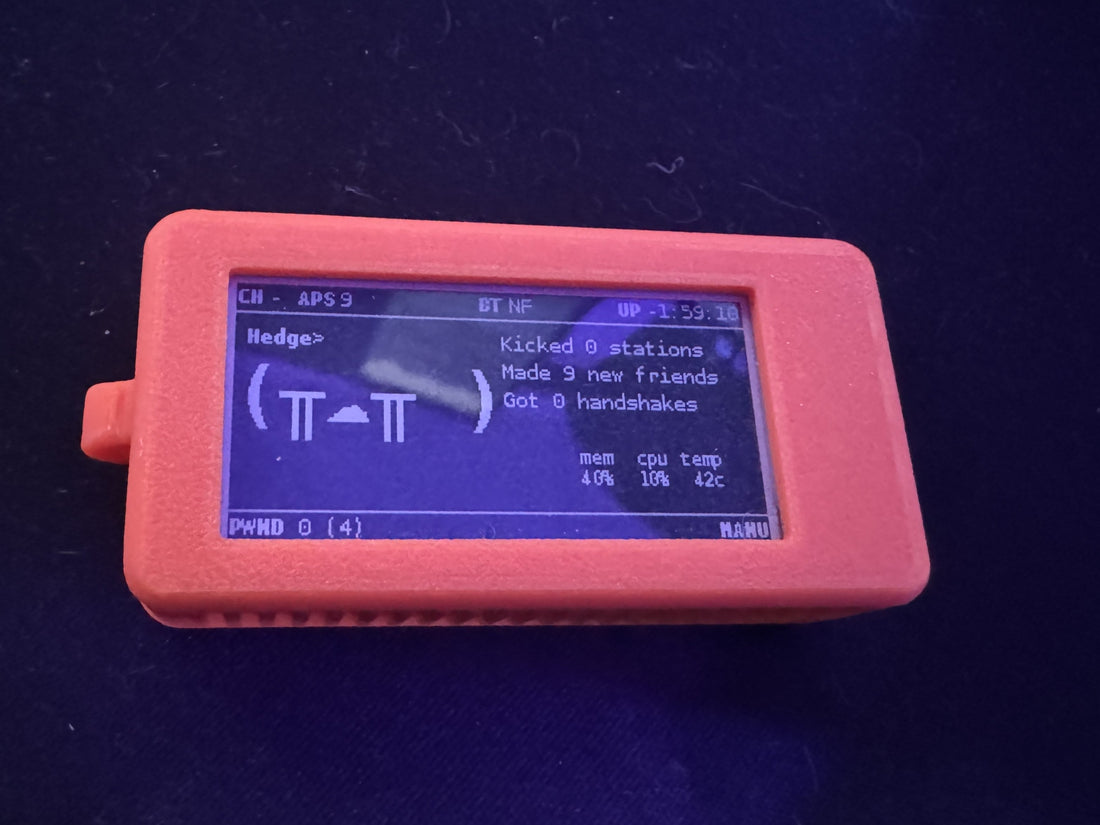 CH - APS 9 BT NF UP -1:59:18
Hedge>
Kicked 0 stations
Made 9 new friends
Got 0 handshakes
mem cpu temp
40% 10% 42c
PWND 0 (4) MANU